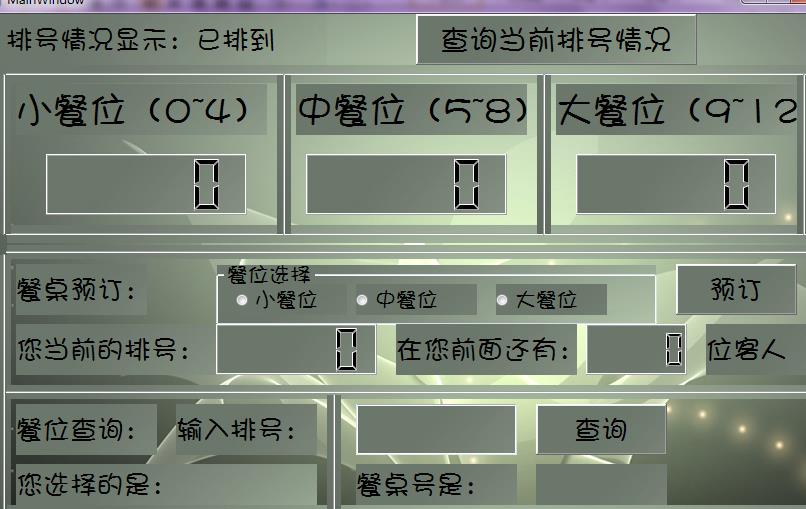 MainWindow
排号情况显示：已排到 查询当前排号情况
小餐位（0~4） 中餐位（5~8） 大餐位（9~12
0 0 0
餐位选择
餐桌预订： 小餐位 中餐位 大餐位 预订
您当前的排号： 0 在您前面还有： 0 位客人
餐位查询： 输入排号： 查询
您选择的是： 餐桌号是：